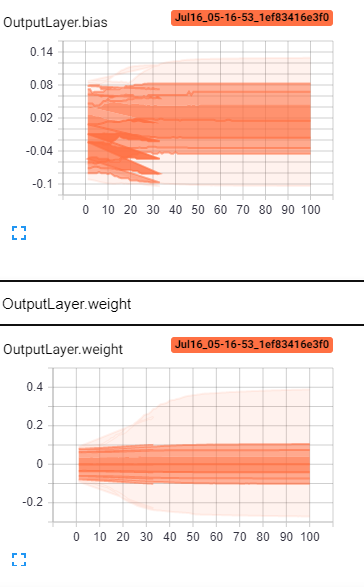 Jul16_05-16-53_1ef83416e3f0
OutputLayer.bias
0.14
0.08
0.02
-0.04
-0.1
0 10 20 30 40 50 60 70 80 90 100
OutputLayer.weight
Jul16_05-16-53_1ef83416e3f0
OutputLayer.weight
0.4
0.2
0
-0.2
0 10 20 30 40 50 60 70 80 90 100